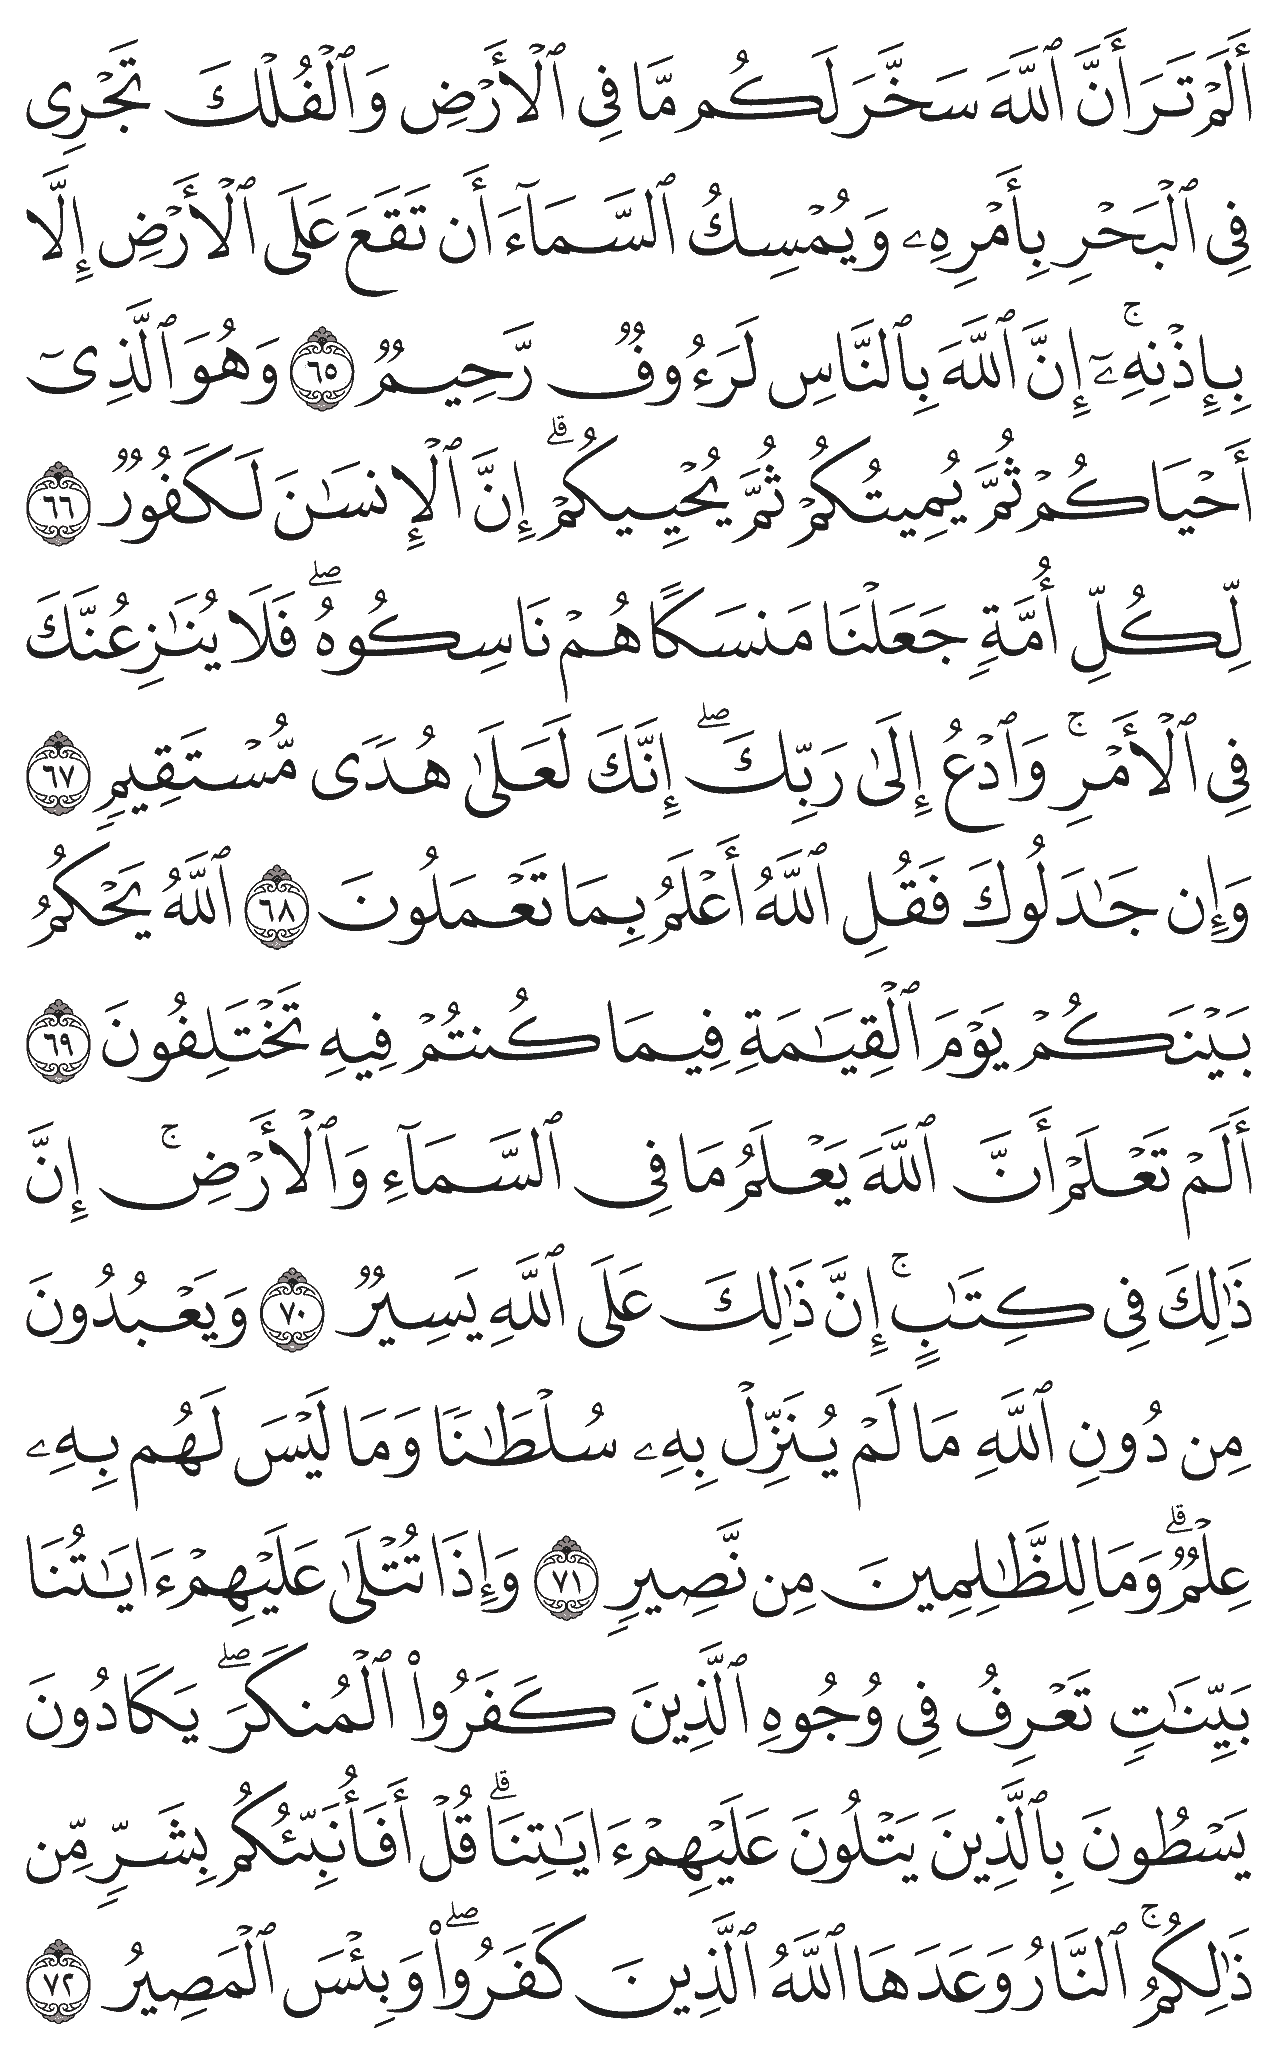 أَلَمْ تَرَ أَنَّ ٱللَّهَ سَخَّرَ لَكُم مَّا فِى ٱلْأَرْضِ وَٱلْفُلْكَ تَجْرِى
فِى ٱلْبَحْرِ بِأَمْرِهِۦ وَيُمْسِكُ ٱلسَّمَآءَ أَن تَقَعَ عَلَى ٱلْأَرْضِ إِلَّا
بِإِذْنِهِۦٓ ۚ إِنَّ ٱللَّهَ بِٱلنَّاسِ لَرَءُوفٌ رَّحِيمٌ ٦٥ وَهُوَ ٱلَّذِىٓ
أَحْيَاكُمْ ثُمَّ يُمِيتُكُمْ ثُمَّ يُحْيِيكُمْ ۗ إِنَّ ٱلْإِنسَـٰنَ لَكَفُورٌ ٦٦
لِّكُلِّ أُمَّةٍ جَعَلْنَا مَنسَكًا هُمْ نَاسِكُوهُ ۖ فَلَا يُنَـٰزِعُنَّكَ
فِى ٱلْأَمْرِ ۚ وَٱدْعُ إِلَىٰ رَبِّكَ ۖ إِنَّكَ لَعَلَىٰ هُدًى مُّسْتَقِيمٍ ٦٧
وَإِن جَـٰدَلُوكَ فَقُلِ ٱللَّهُ أَعْلَمُ بِمَا تَعْمَلُونَ ٦٨ ٱللَّهُ يَحْكُمُ
بَيْنَكُمْ يَوْمَ ٱلْقِيَـٰمَةِ فِيمَا كُنتُمْ فِيهِ تَخْتَلِفُونَ ٦٩
أَلَمْ تَعْلَمْ أَنَّ ٱللَّهَ يَعْلَمُ مَا فِى ٱلسَّمَآءِ وَٱلْأَرْضِ ۚ إِنَّ
ذَٰلِكَ فِى كِتَـٰبٍ ۚ إِنَّ ذَٰلِكَ عَلَى ٱللَّهِ يَسِيرٌ ٧٠ وَيَعْبُدُونَ
مِن دُونِ ٱللَّهِ مَا لَمْ يُنَزِّلْ بِهِۦ سُلْطَـٰنًا وَمَا لَيْسَ لَهُم بِهِۦ
عِلْمٌ ۗ وَمَا لِلظَّـٰلِمِينَ مِن نَّصِيرٍ ٧١ وَإِذَا تُتْلَىٰ عَلَيْهِمْ ءَايَـٰتُنَا
بَيِّنَـٰتٍ تَعْرِفُ فِى وُجُوهِ ٱلَّذِينَ كَفَرُوا۟ ٱلْمُنكَرَ ۖ يَكَادُونَ
يَسْطُونَ بِٱلَّذِينَ يَتْلُونَ عَلَيْهِمْ ءَايَـٰتِنَا ۗ قُلْ أَفَأُنَبِّئُكُم بِشَرٍّ مِّن
ذَٰلِكُمُ ۚ ٱلنَّارُ وَعَدَهَا ٱللَّهُ ٱلَّذِينَ كَفَرُوا۟ ۖ وَبِئْسَ ٱلْمَصِيرُ ٧٢